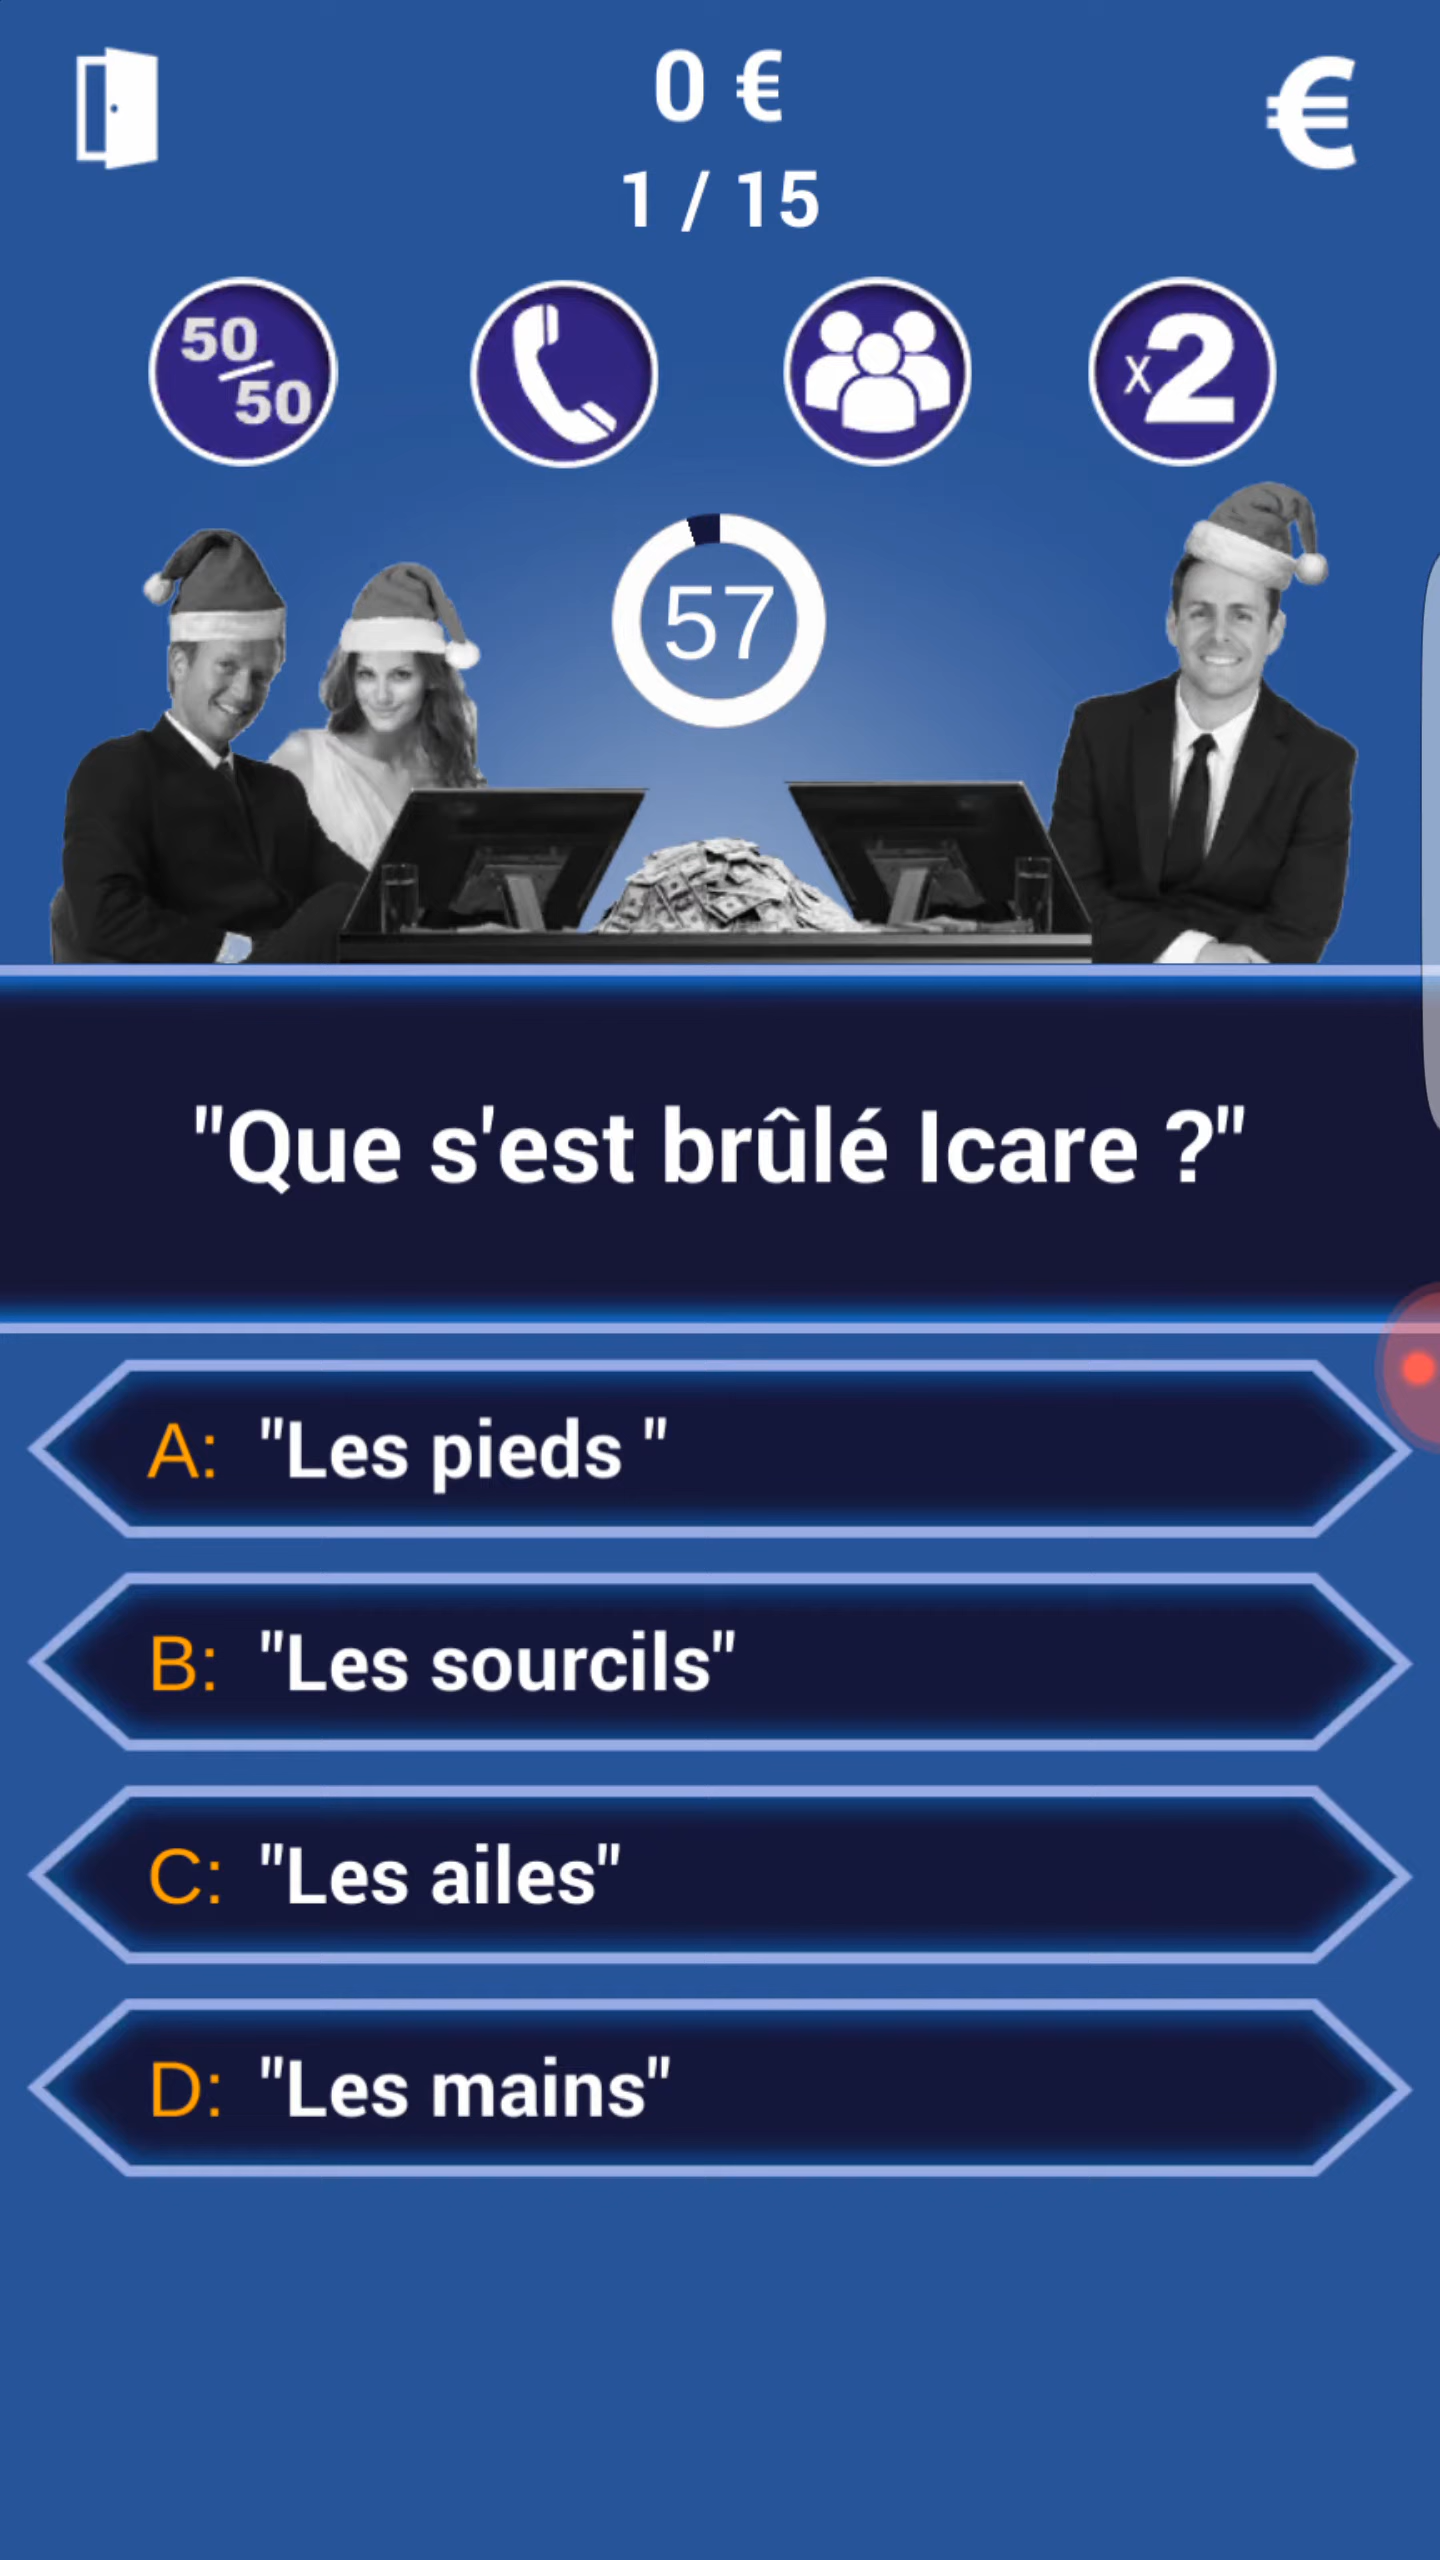 0 €
€
1 / 15
50/50
x2
57
"Que s'est brûlé Icare ?"
A: "Les pieds "
B: "Les sourcils"
C: "Les ailes"
D: "Les mains"